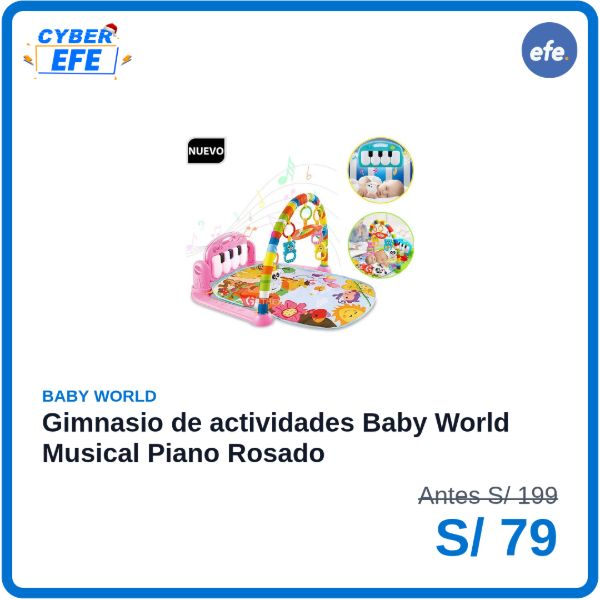 CYBER
EFE
efe.
NUEVO
BABY WORLD
Gimnasio de actividades Baby World
Musical Piano Rosado
Antes S/ 199
S/ 79